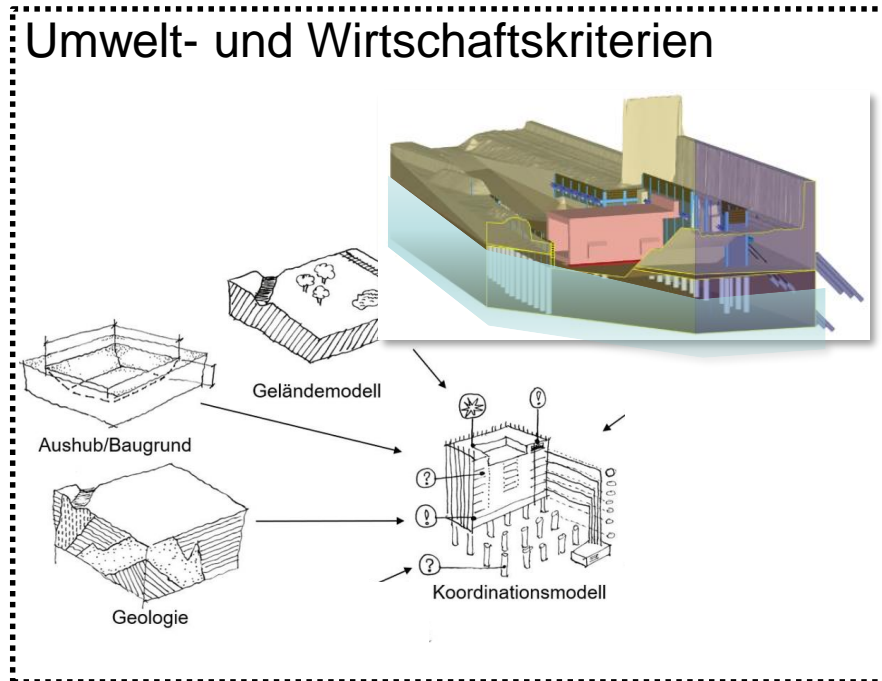 Umwelt- und Wirtschaftskriterien
Geländemodell
Aushub/Baugrund
!
?
!
?
Koordinationsmodell
Geologie